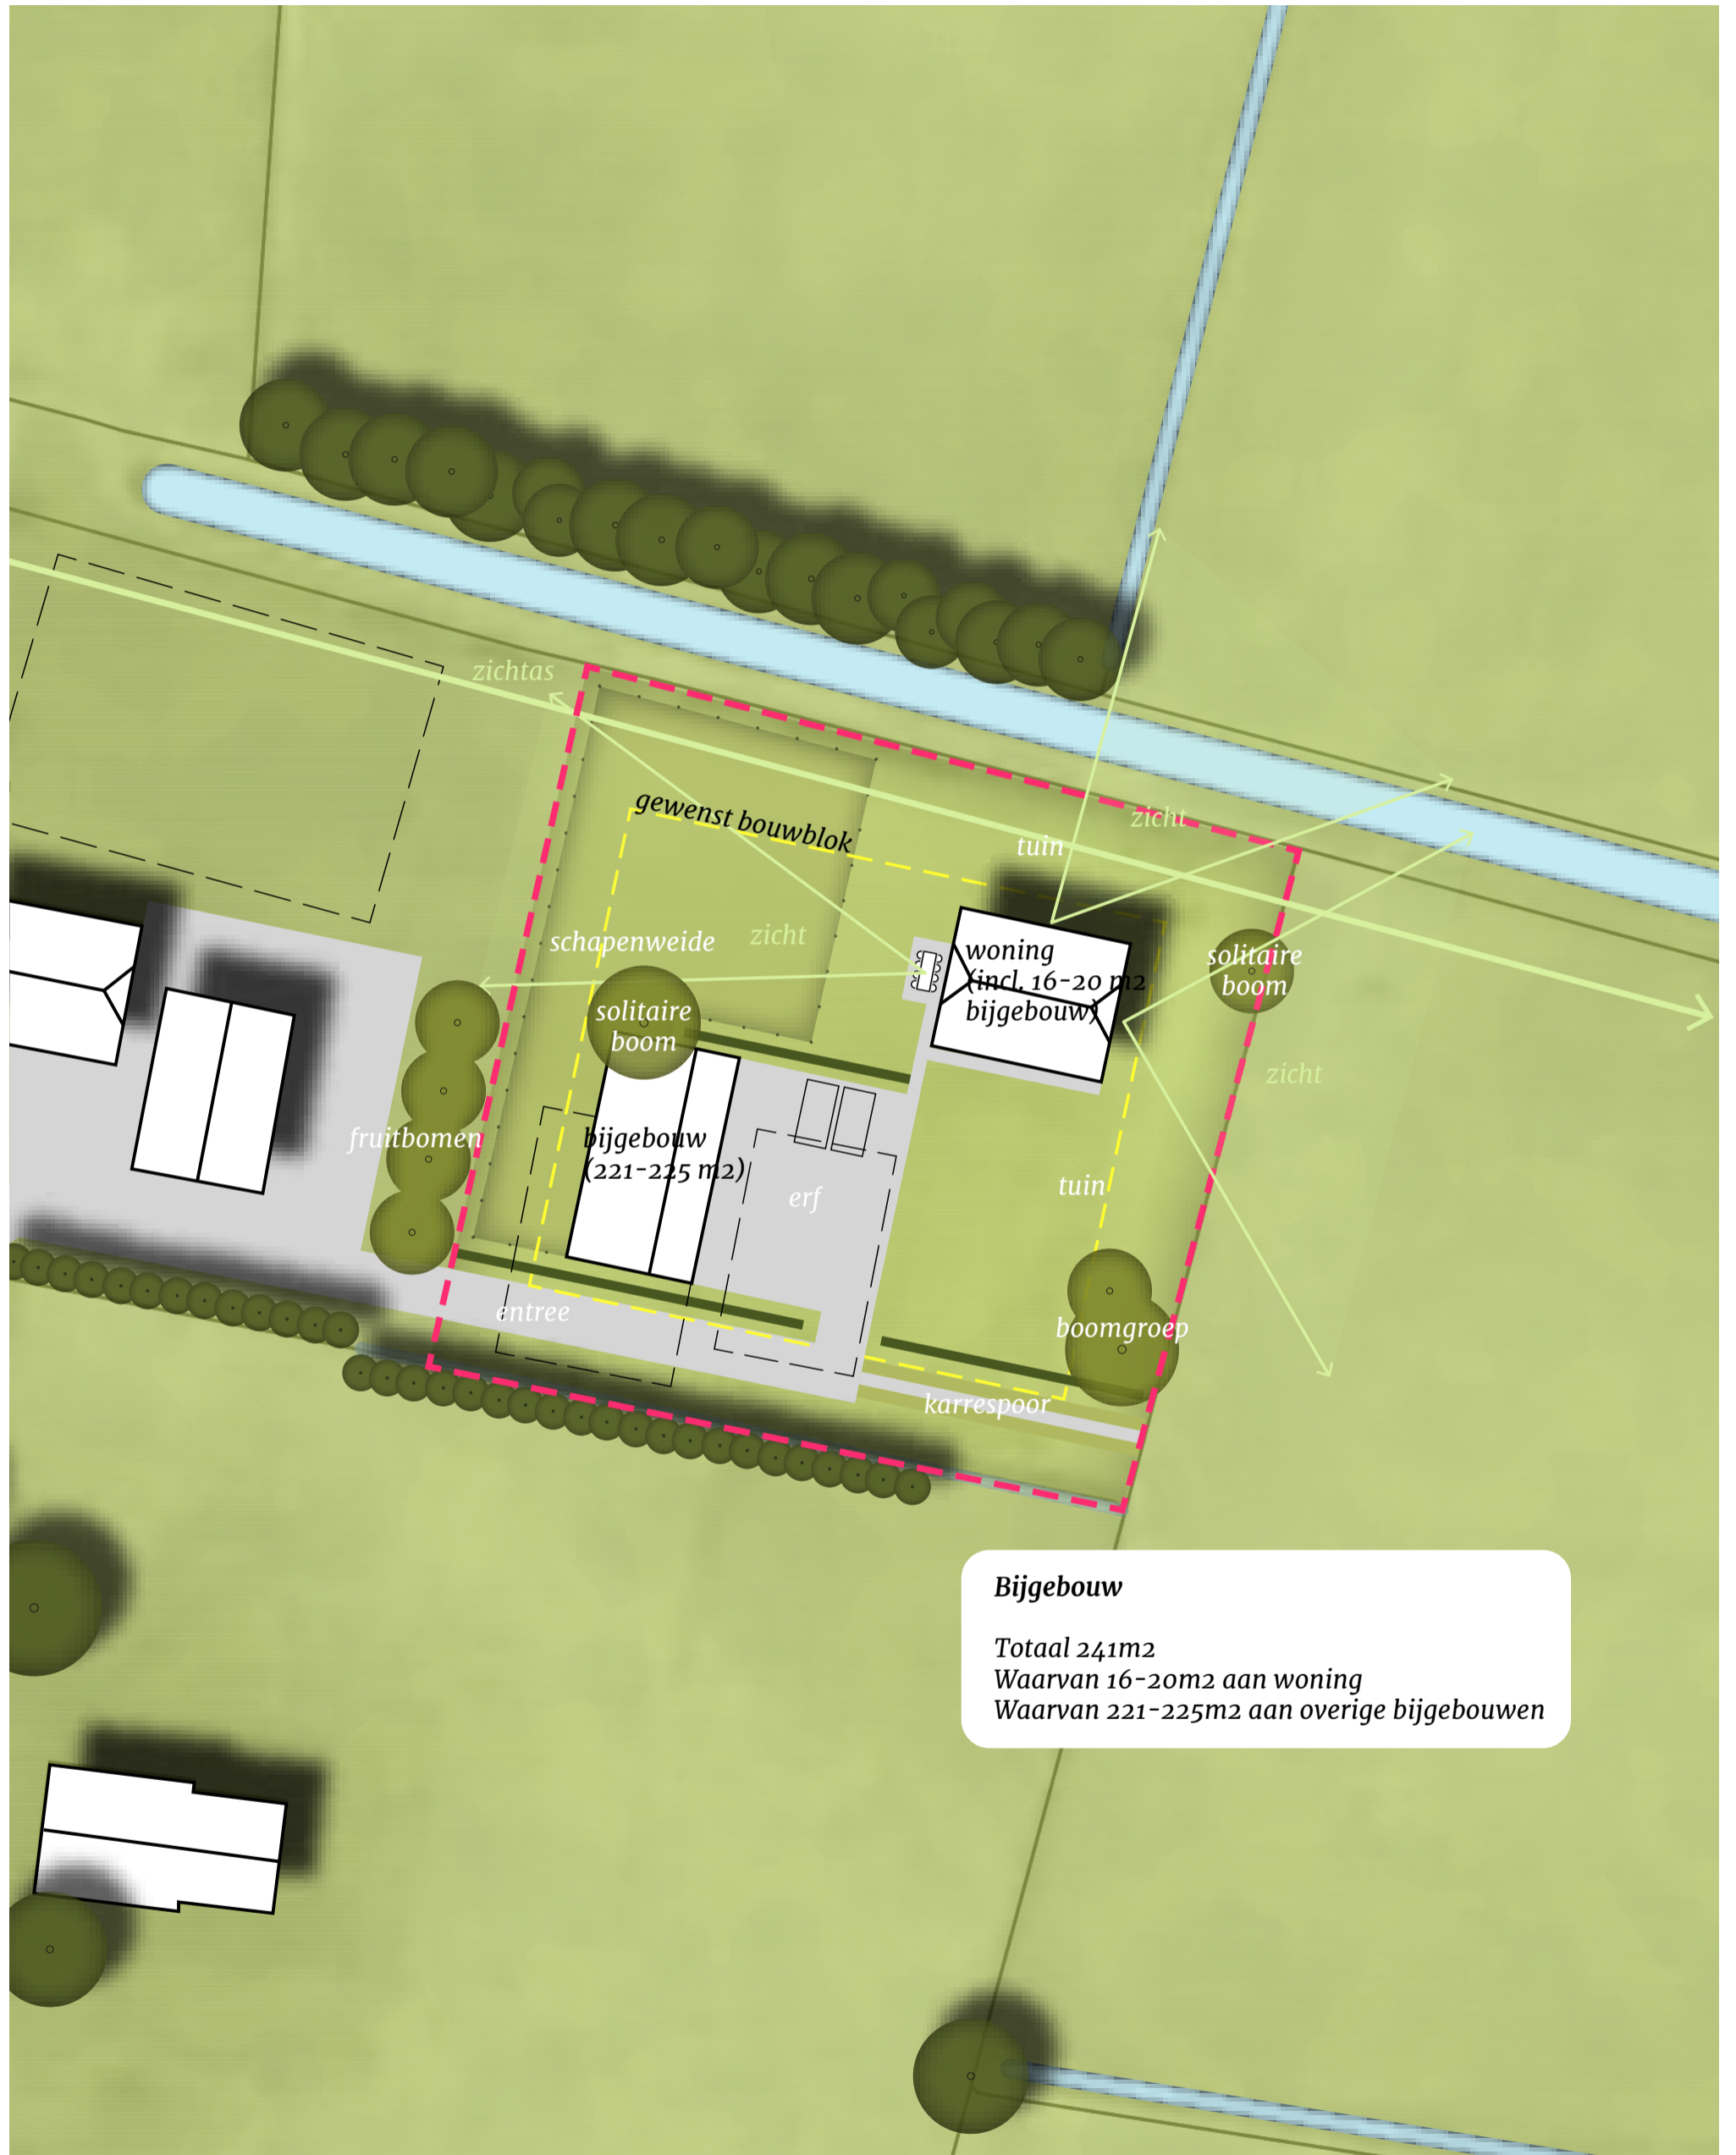 zichtas
gewenst bouwblok
zicht
tuin
schapenweide
zicht
woning
(incl. 16-20 m2
bijgebouw)
solitaire
boom
solitaire
boom
zicht
fruitbomen
bijgebouw
(221-225 m2)
erf
tuin
entree
boomgroep
karrespoor
Bijgebouw
Totaal 241m2
Waarvan 16-20m2 aan woning
Waarvan 221-225m2 aan overige bijgebouwen